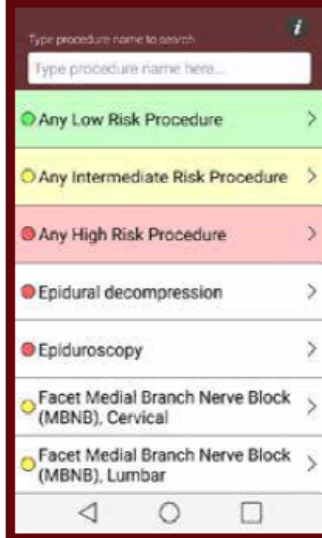 i
Type procedure name to search
Type procedure name here...
Any Low Risk Procedure
Any Intermediate Risk Procedure
Any High Risk Procedure
Epidural decompression
Epiduroscopy
Facet Medial Branch Nerve Block
(MBNB), Cervical
Facet Medial Branch Nerve Block
(MBNB), Lumbar